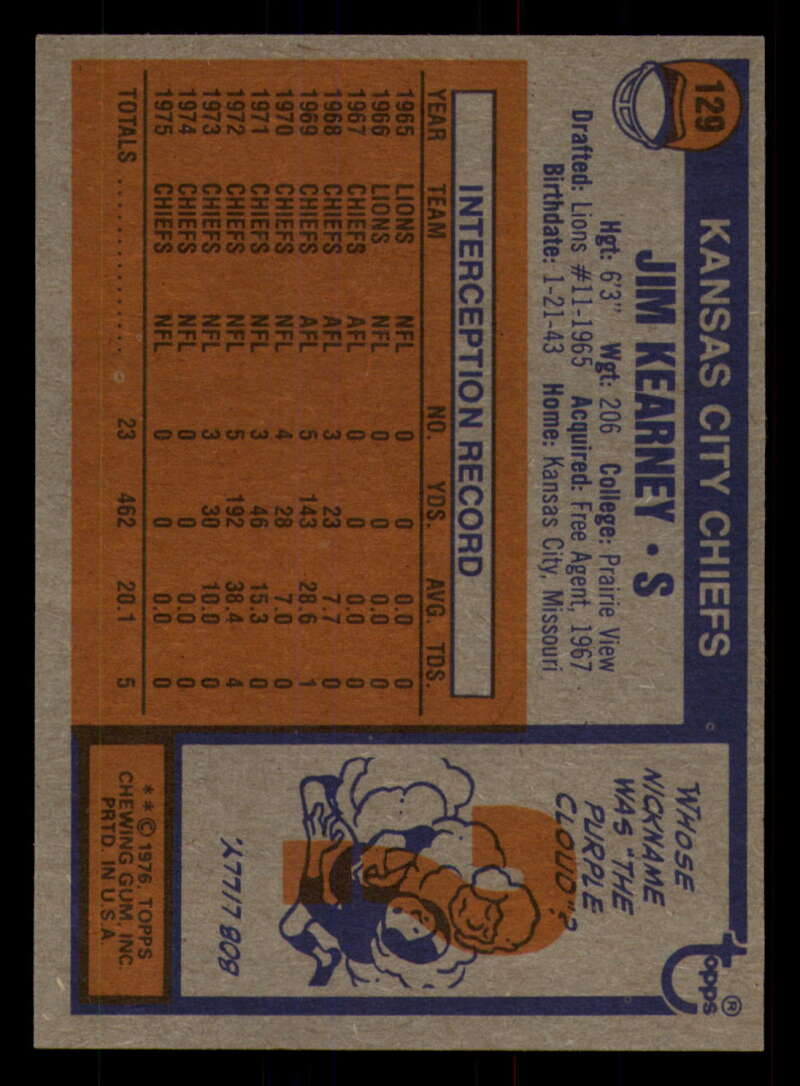 129
KANSAS CITY CHIEFS
JIM KEARNEY • S
Hgt: 6'3" Wgt: 206 College: Prairie View
Drafted: Lions #11-1965 Acquired: Free Agent, 1967
Birthdate: 1-21-43 Home: Kansas City, Missouri
INTERCEPTION RECORD
YEAR TEAM NO. YDS. AVG. TDS.
1965 LIONS NFL 0 0 0.0 0
1966 LIONS NFL 0 0 0.0 0
1967 CHIEFS AFL 0 0 0.0 0
1968 CHIEFS AFL 3 23 7.7 0
1969 CHIEFS AFL 5 143 28.6 1
1970 CHIEFS NFL 4 28 7.0 0
1971 CHIEFS NFL 3 46 15.3 0
1972 CHIEFS NFL 5 192 38.4 4
1973 CHIEFS NFL 3 30 10.0 0
1974 CHIEFS NFL 0 0 0.0 0
1975 CHIEFS NFL 0 0 0.0 0
TOTALS .................. 23 462 20.1 5
topps®
WHOSE
NICKNAME
WAS "THE
PURPLE
CLOUD"?
BOB LILLY.
**© 1976, TOPPS
CHEWING GUM, INC.
PRTD. IN U.S.A.